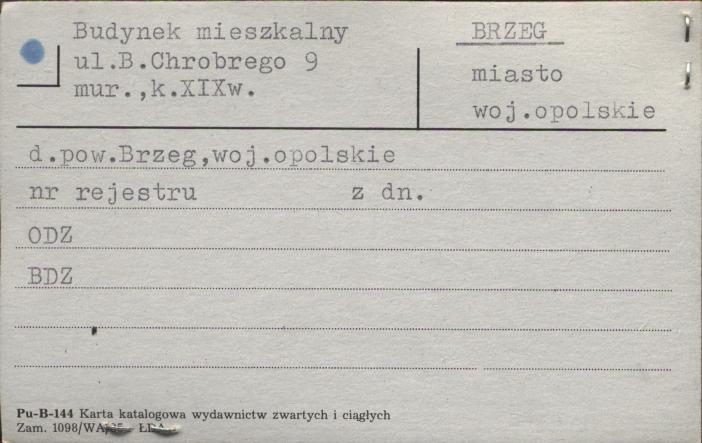 Budynek mieszkalny
ul.B.Chrobrego 9
mur.,k.XIXw.
BRZEG
miasto
woj.opolskie
d.pow.Brzeg,woj.opolskie
nr rejestru z dn.
ODZ
BDZ
Pu-B-144 Karta katalogowa wydawnictw zwartych i ciągłych
Zam. 1098/WA